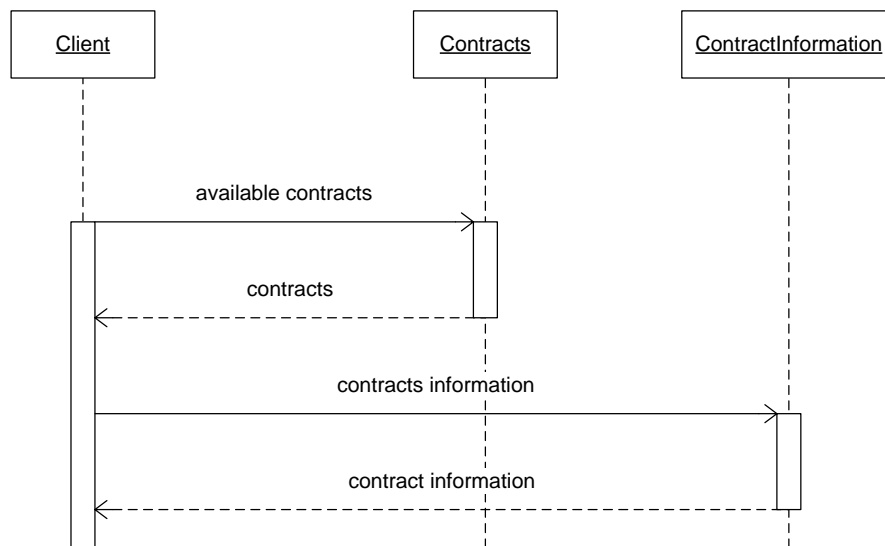 Client
Contracts
ContractInformation
available contracts
contracts
contracts information
contract information